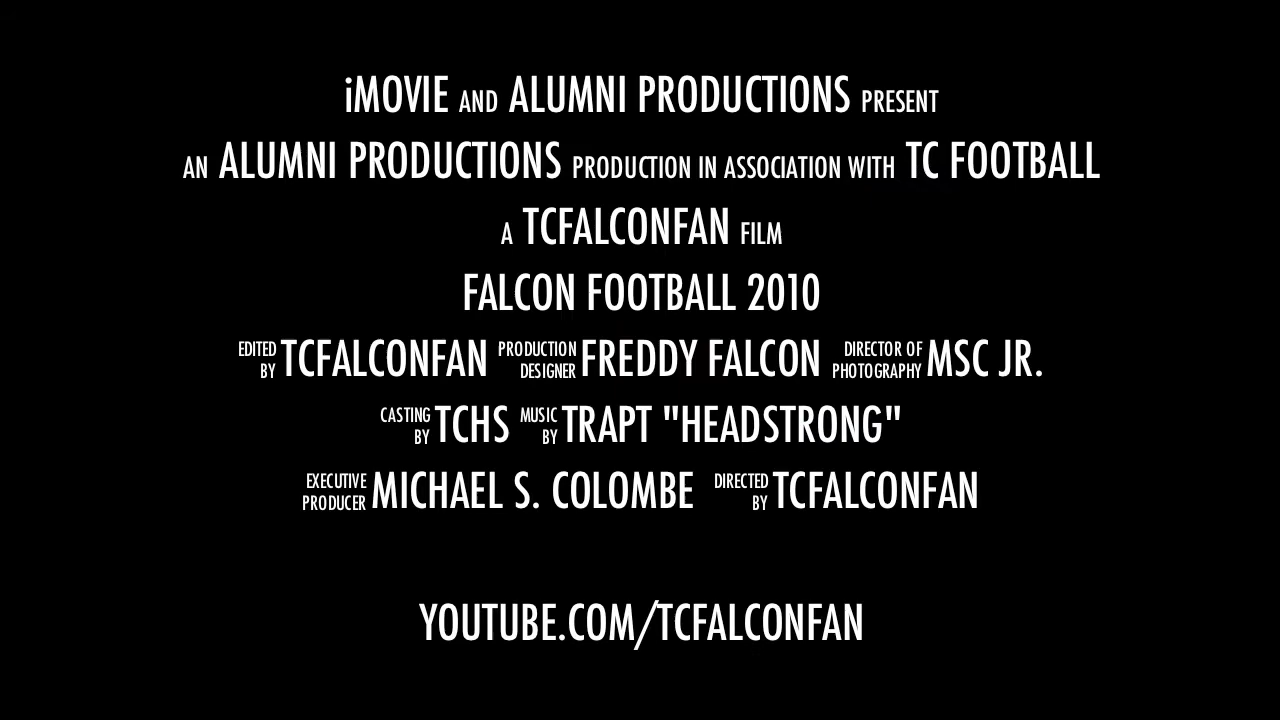 iMOVIE AND ALUMNI PRODUCTIONS PRESENT
AN ALUMNI PRODUCTIONS PRODUCTION IN ASSOCIATION WITH TC FOOTBALL
A TCFALCONFAN FILM
FALCON FOOTBALL 2010
EDITED BY TCFALCONFAN PRODUCTION DESIGNER FREDDY FALCON DIRECTOR OF PHOTOGRAPHY MSC JR.
CASTING BY TCHS MUSIC BY TRAPT "HEADSTRONG"
EXECUTIVE PRODUCER MICHAEL S. COLOMBE DIRECTED BY TCFALCONFAN
YOUTUBE.COM/TCFALCONFAN